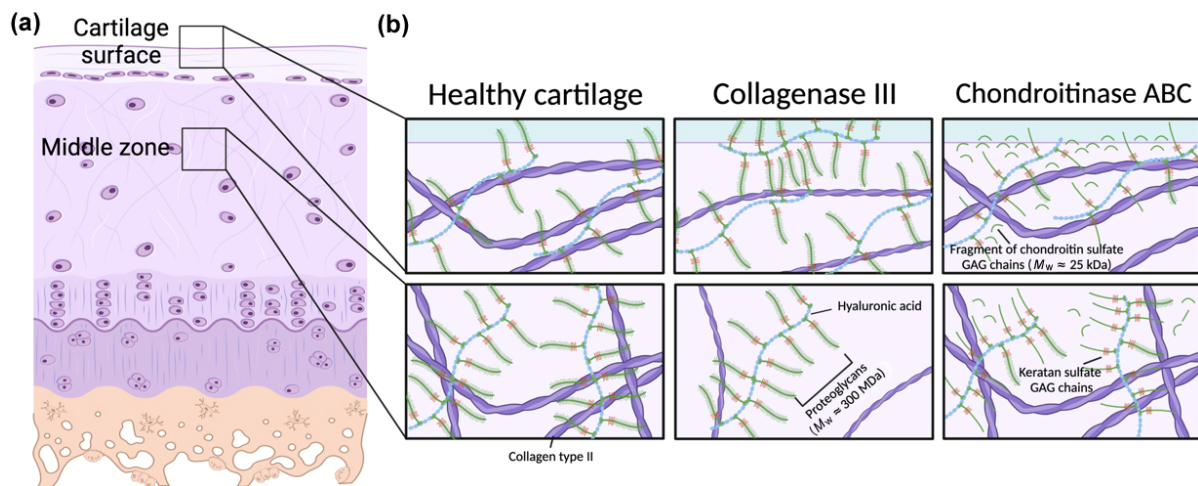 (a)
Cartilage
surface
Middle zone
(b)
Healthy cartilage
Collagenase III
Chondroitinase ABC
Fragment of chondroitin sulfate
GAG chains (Mw ≈ 25 kDa)
Hyaluronic acid
Proteoglycans
(Mw ≈ 300 MDa)
Keratan sulfate
GAG chains
Collagen type II